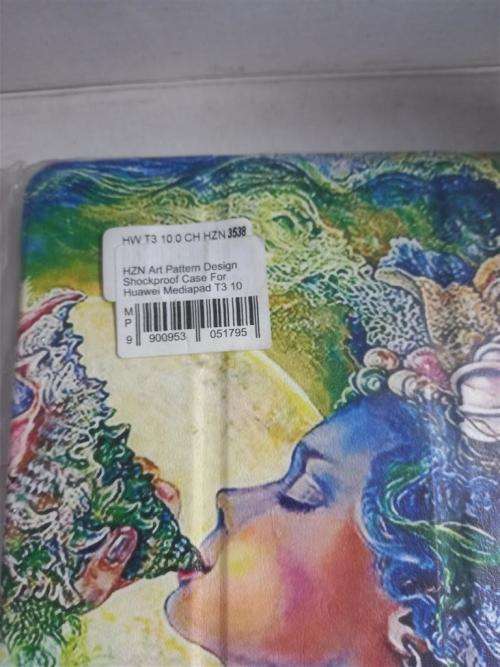 HW T3 10.0 CH HZN 3538
HZN Art Pattern Design
Shockproof Case For
Huawei Mediapad T3 10
M
P
9 900953 051795